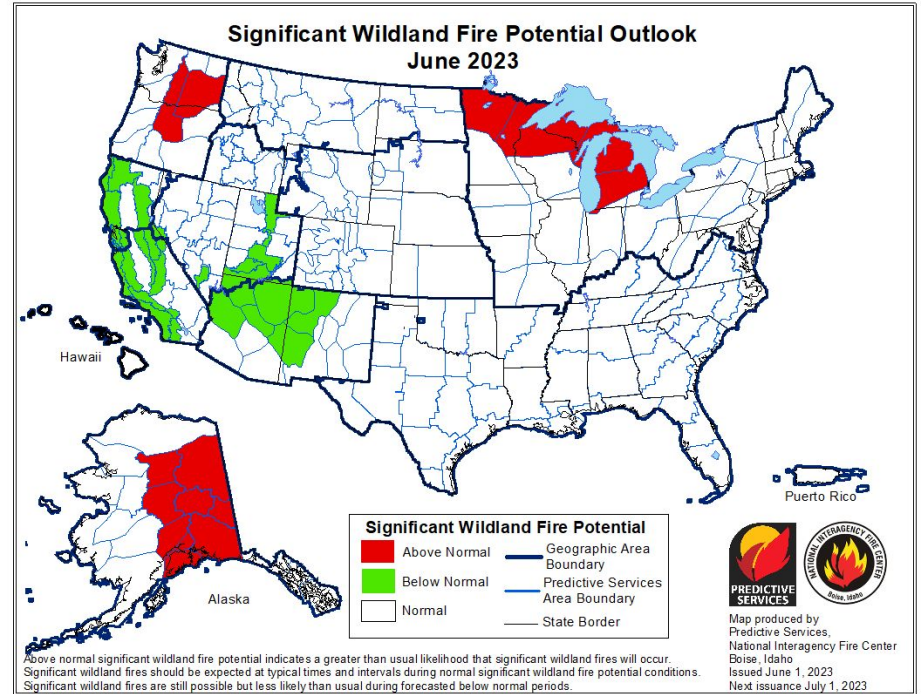 Significant Wildland Fire Potential Outlook
June 2023
Hawaii
Puerto Rico
Alaska
Significant Wildland Fire Potential
Above Normal
Below Normal
Normal
Geographic Area
Boundary
Predictive Services
Area Boundary
State Border
PREDICTIVE
SERVICES
NATIONAL INTERAGENCY FIRE CENTER
Boise, Idaho
Map produced by
Predictive Services,
National Interagency Fire Center
Boise, Idaho
Issued June 1, 2023
Next issuance July 1, 2023
Above normal significant wildland fire potential indicates a greater than usual likelihood that significant wildland fires will occur.
Significant wildland fires should be expected at typical times and intervals during normal significant wildland fire potential conditions.
Significant wildland fires are still possible but less likely than usual during forecasted below normal periods.